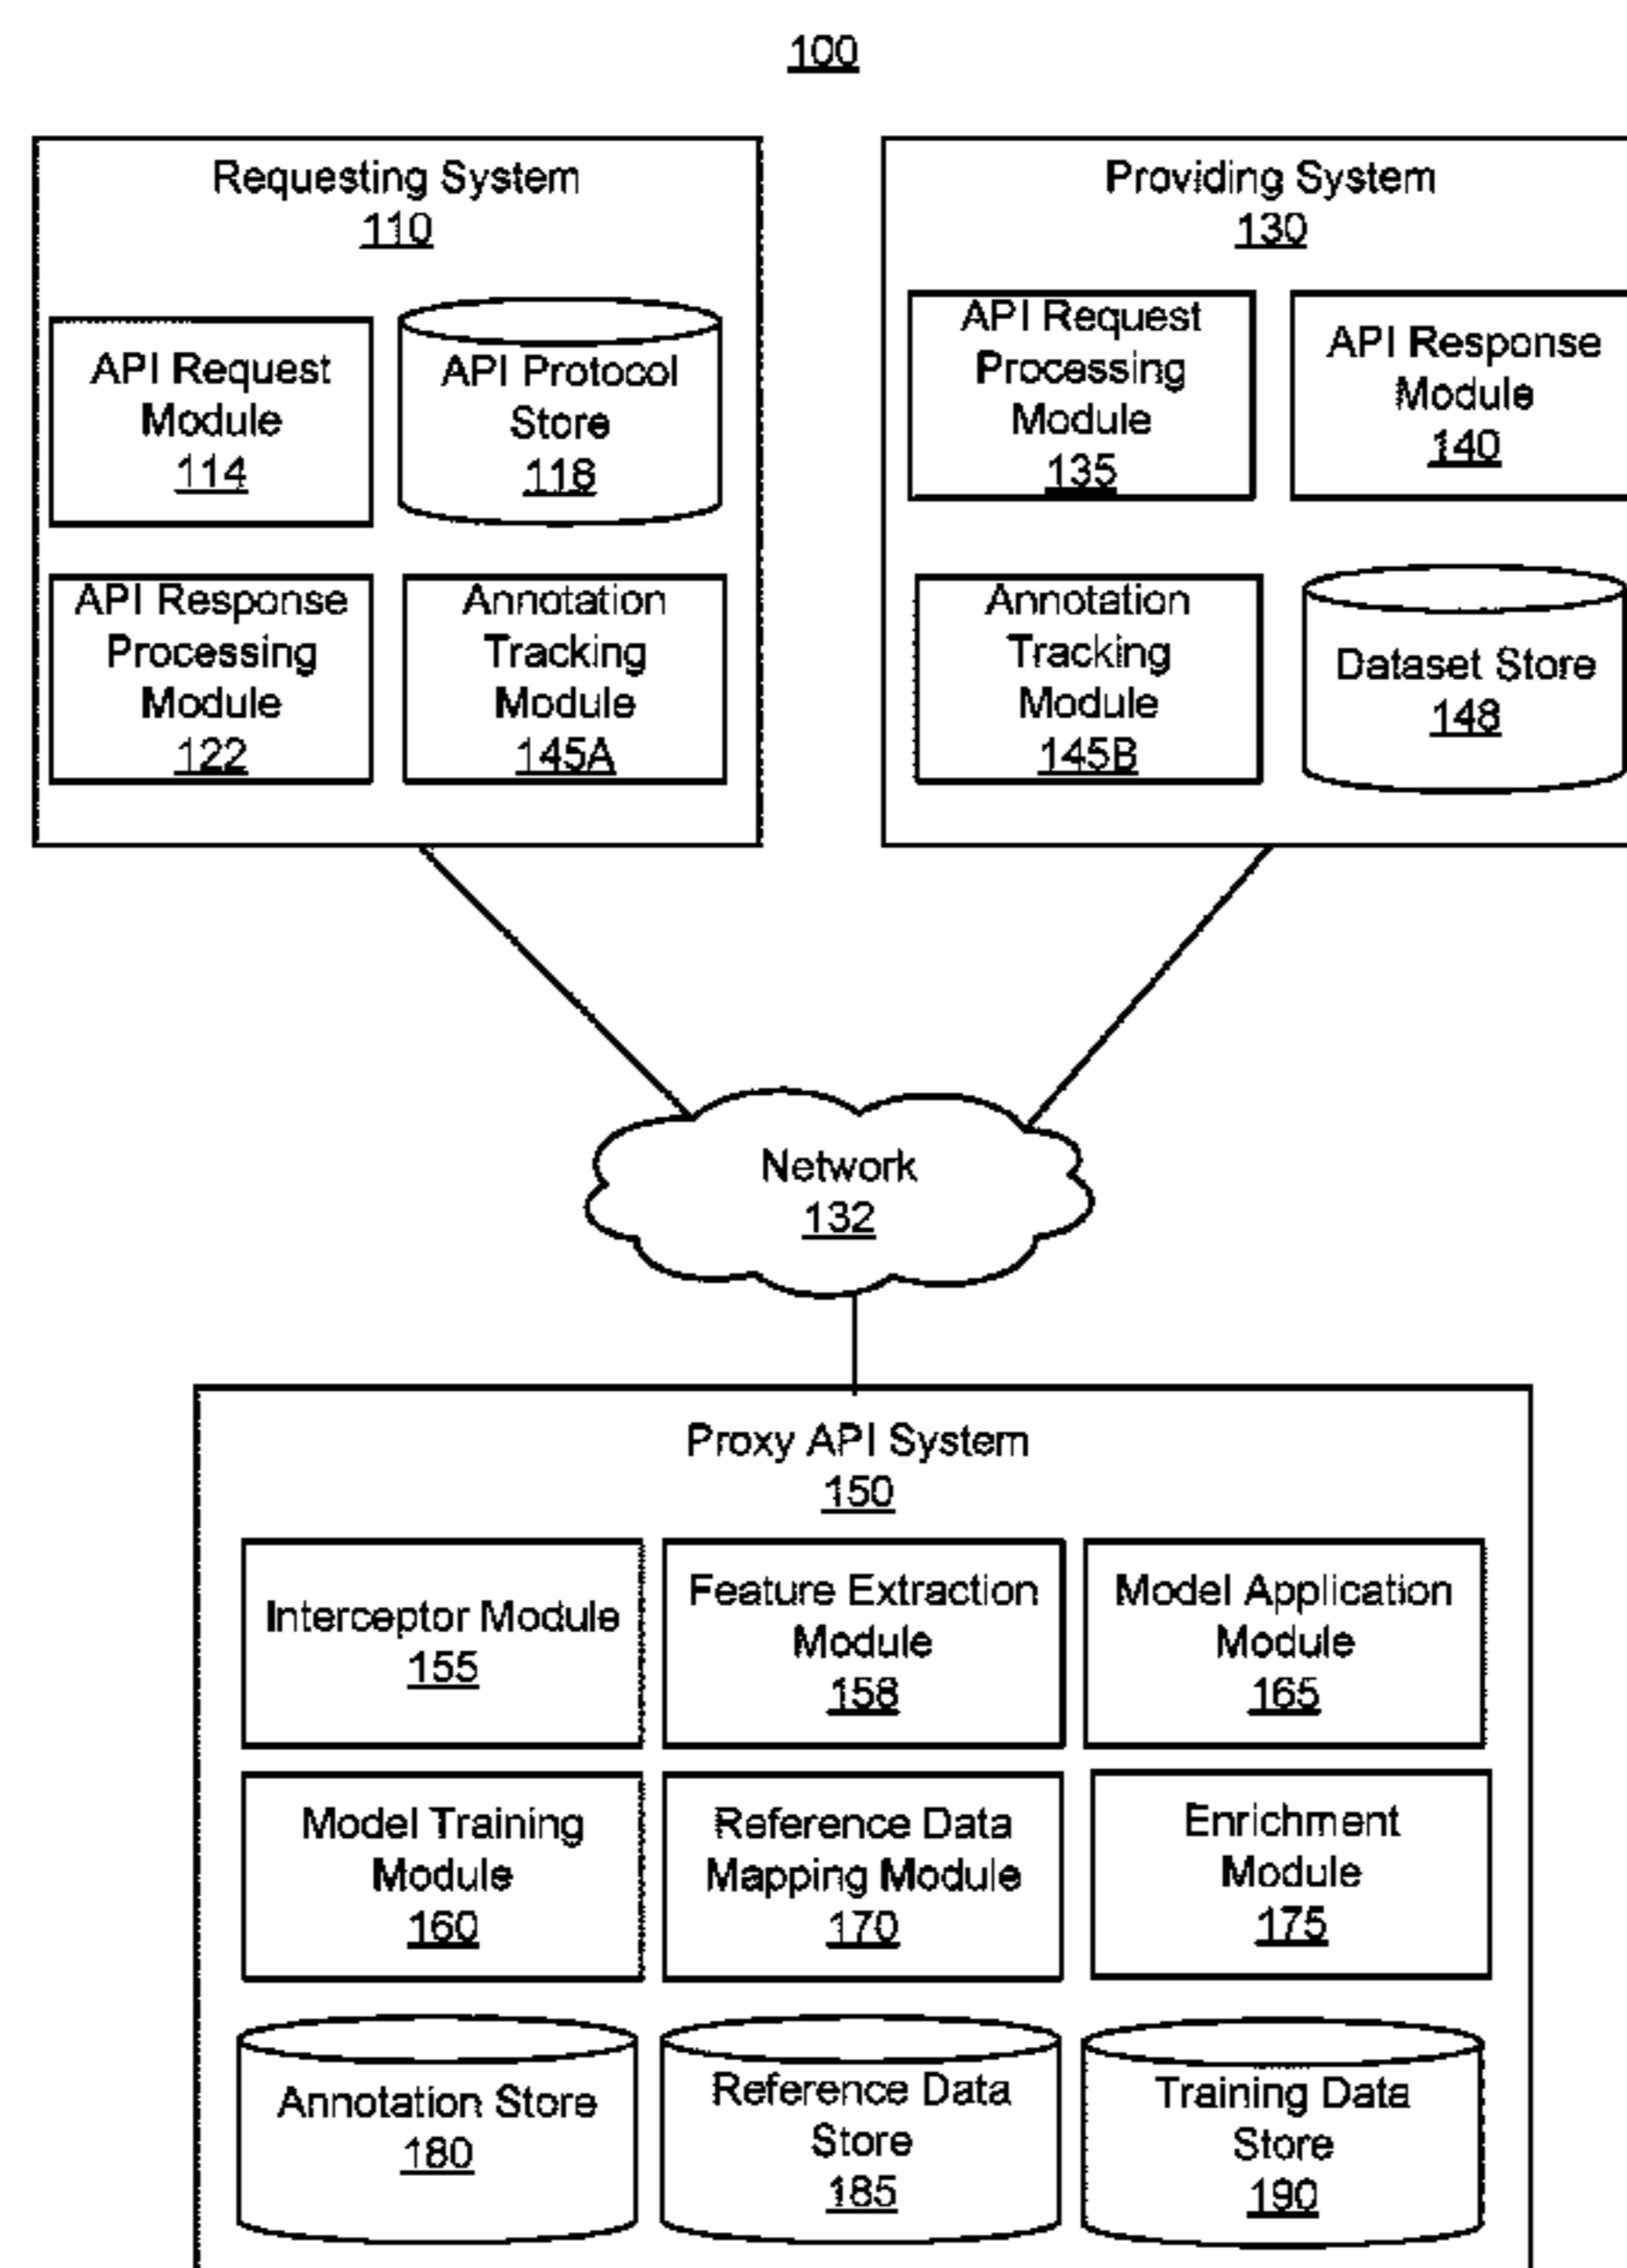 100
Requesting System
110
API Request
Module
114
API Protocol
Store
118
API Response
Processing
Module
122
Annotation
Tracking
Module
145A
Providing System
130
API Request
Processing
Module
135
API Response
Module
140
Annotation
Tracking
Module
145B
Dataset Store
148
Network
132
Proxy API System
150
Interceptor Module
155
Feature Extraction
Module
158
Model Application
Module
165
Model Training
Module
160
Reference Data
Mapping Module
170
Enrichment
Module
175
Annotation Store
180
Reference Data
Store
185
Training Data
Store
190